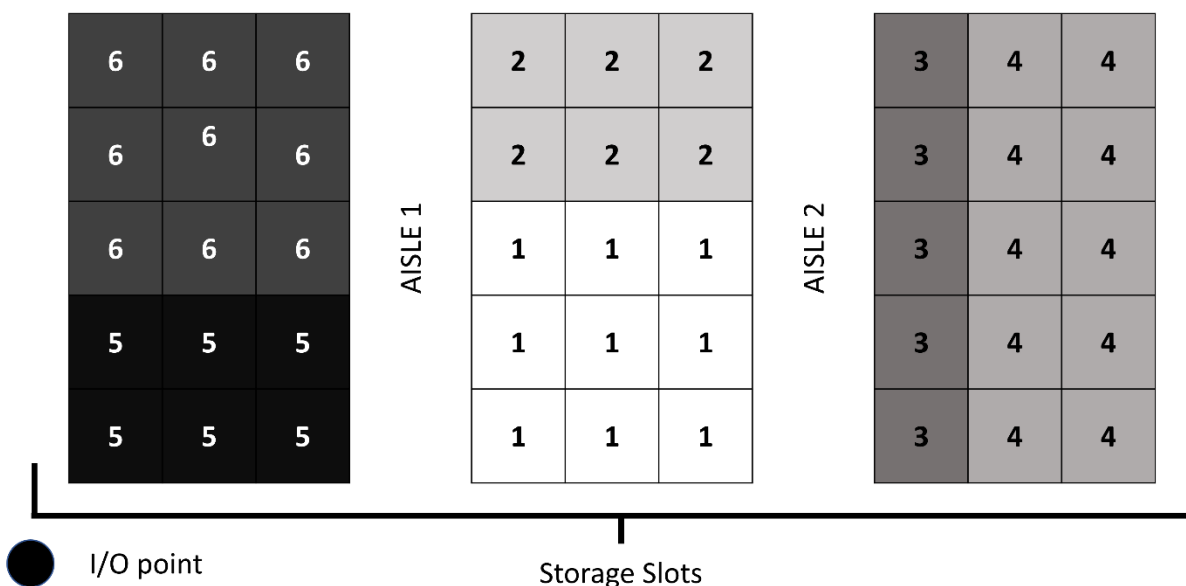 6 6 6 2 2 2 3 4 4
6 6 6 2 2 2 3 4 4
AISLE 1
AISLE 2
6 6 6 1 1 1 3 4 4
5 5 5 1 1 1 3 4 4
5 5 5 1 1 1 3 4 4
I/O point
Storage Slots